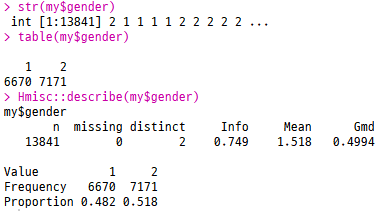 > str(my$gender)
 int [1:13841] 2 1 1 1 1 2 2 2 2 2 ...
> table(my$gender)

   1    2
6670 7171
> Hmisc::describe(my$gender)
my$gender
       n  missing distinct     Info     Mean      Gmd
   13841        0        2    0.749    1.518   0.4994

Value          1     2
Frequency   6670  7171
Proportion 0.482 0.518